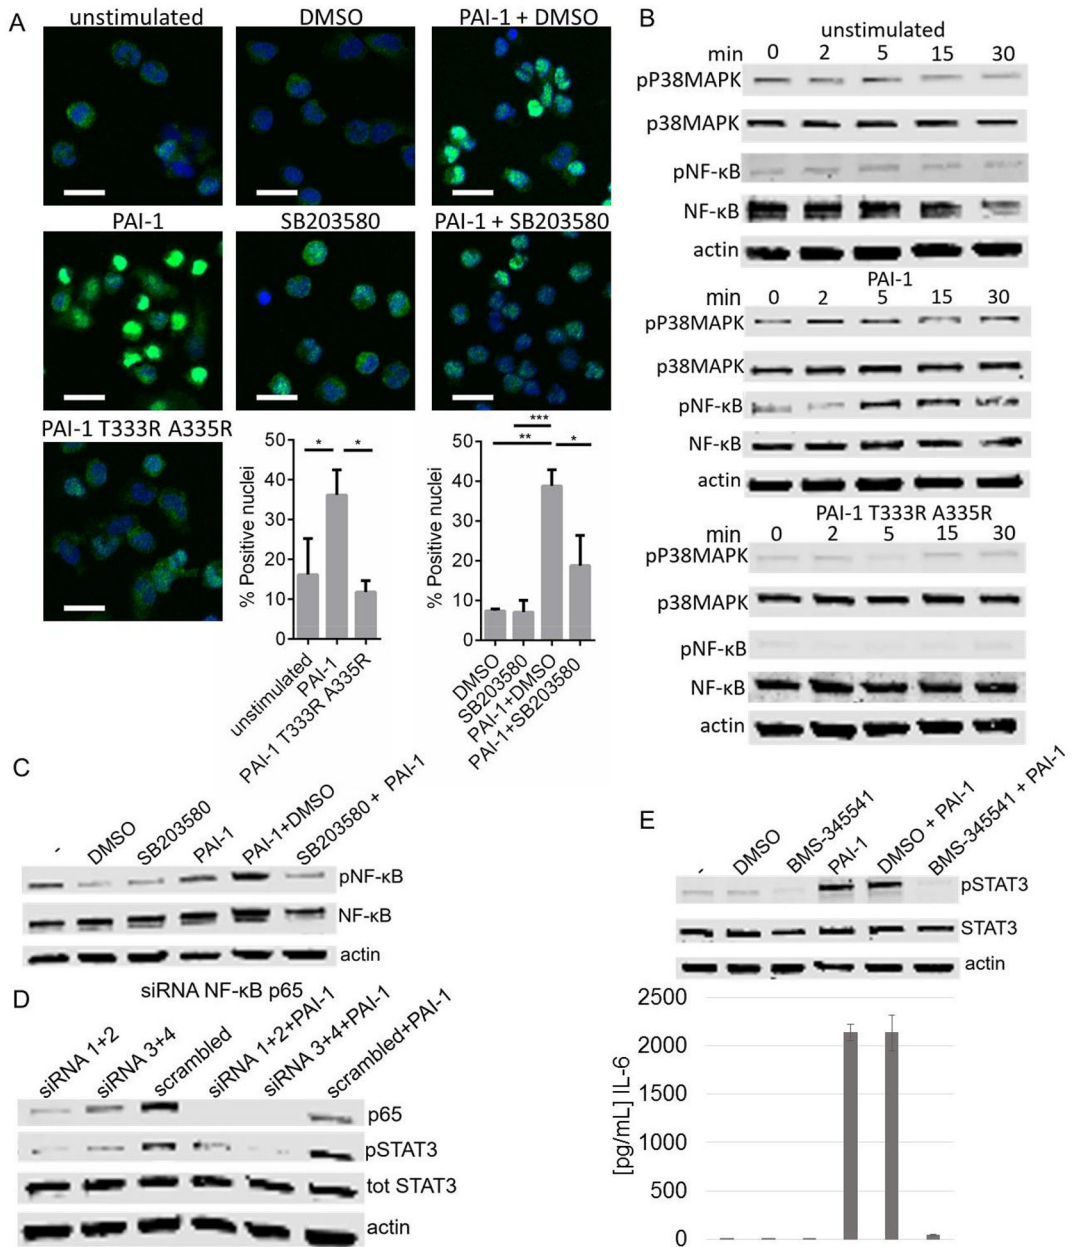 A
unstimulated
DMSO
PAI-1 + DMSO
PAI-1
SB203580
PAI-1 + SB203580
PAI-1 T333R A335R
% Positive nuclei
50
40
30
20
10
0
*
*
unstimulated
PAI-1
PAI-1 T333R A335R
% Positive nuclei
50
40
30
20
10
0
***
**
*
DMSO
SB203580
PAI-1+DMSO
PAI-1+SB203580
B
unstimulated
min 0 2 5 15 30
pP38MAPK
p38MAPK
pNF-κB
NF-κB
actin
PAI-1
min 0 2 5 15 30
pP38MAPK
p38MAPK
pNF-κB
NF-κB
actin
PAI-1 T333R A335R
min 0 2 5 15 30
pP38MAPK
p38MAPK
pNF-κB
NF-κB
actin
C
- DMSO SB203580 PAI-1 PAI-1+DMSO SB203580 + PAI-1
pNF-κB
NF-κB
actin
D
siRNA NF-κB p65
siRNA 1+2 siRNA 3+4 scrambled siRNA 1+2+PAI-1 siRNA 3+4+PAI-1 scrambled+PAI-1
p65
pSTAT3
tot STAT3
actin
E
- DMSO BMS-345541 PAI-1 DMSO + PAI-1 BMS-345541 + PAI-1
pSTAT3
STAT3
actin
[pg/mL] IL-6
2500
2000
1500
1000
500
0